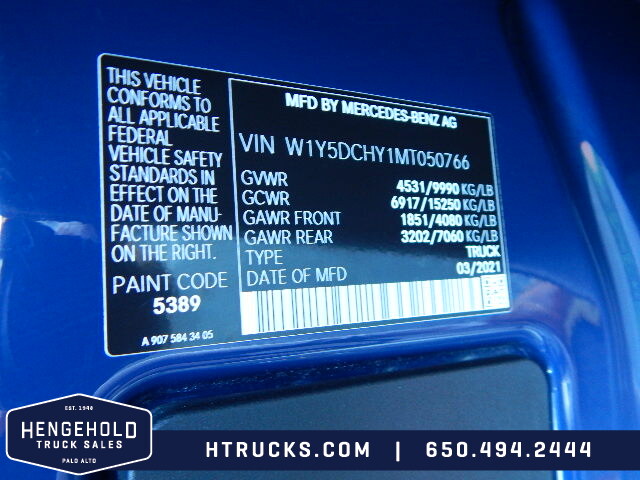 THIS VEHICLE
CONFORMS TO
ALL APPLICABLE
FEDERAL
VEHICLE SAFETY
STANDARDS IN
EFFECT ON THE
DATE OF MANU-
FACTURE SHOWN
ON THE RIGHT.
PAINT CODE
5389
A 907 584 34 05
MFD BY MERCEDES-BENZ AG
VIN W1Y5DCHY1MT050766
GVWR 4531/9990 KG/LB
GCWR 6917/15250 KG/LB
GAWR FRONT 1851/4080 KG/LB
GAWR REAR 3202/7060 KG/LB
TYPE TRUCK
DATE OF MFD 03/2021
EST. 1948
HENGEHOLD
TRUCK SALES
PALO ALTO
HTRUCKS.COM | 650.494.2444